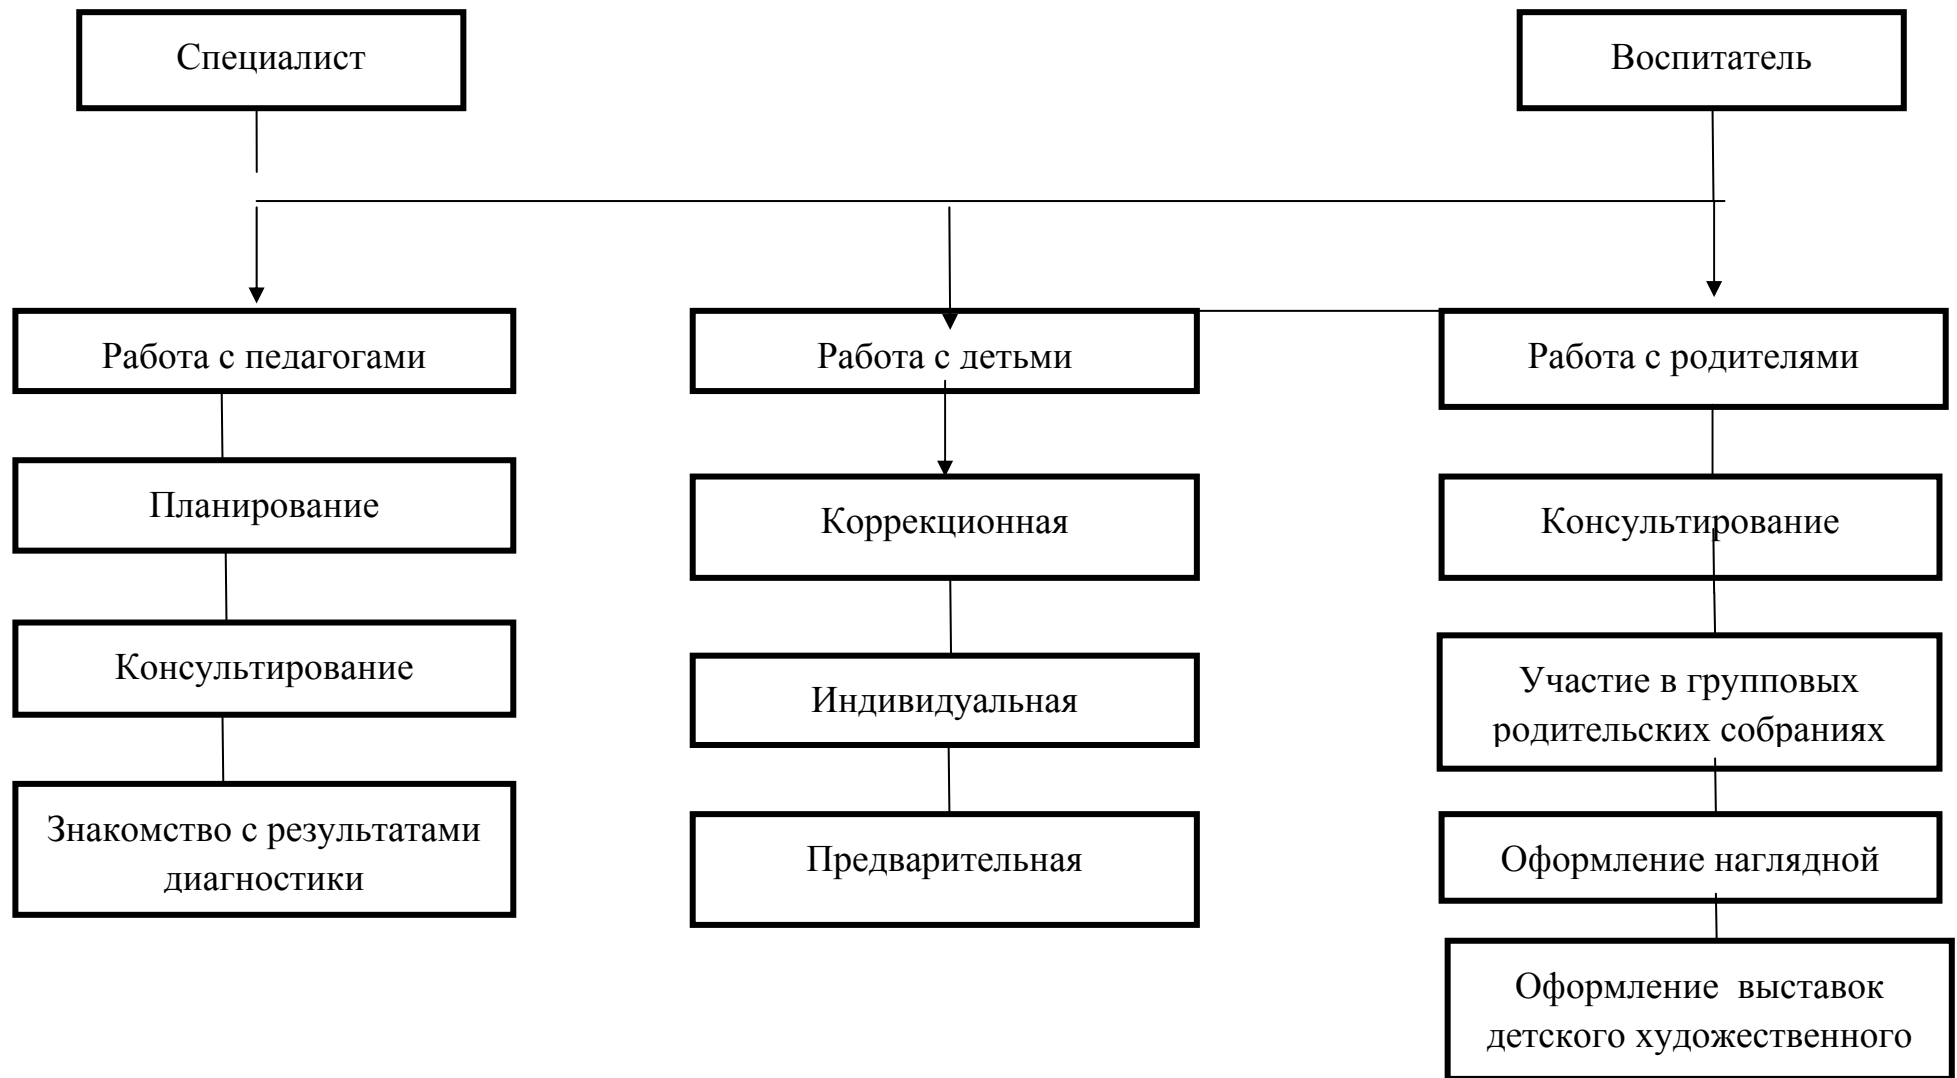 Специалист
Воспитатель
Работа с педагогами
Работа с детьми
Работа с родителями
Планирование
Коррекционная
Консультирование
Консультирование
Индивидуальная
Участие в групповых
родительских собраниях
Знакомство с результатами
диагностики
Предварительная
Оформление наглядной
Оформление выставок
детского художественного